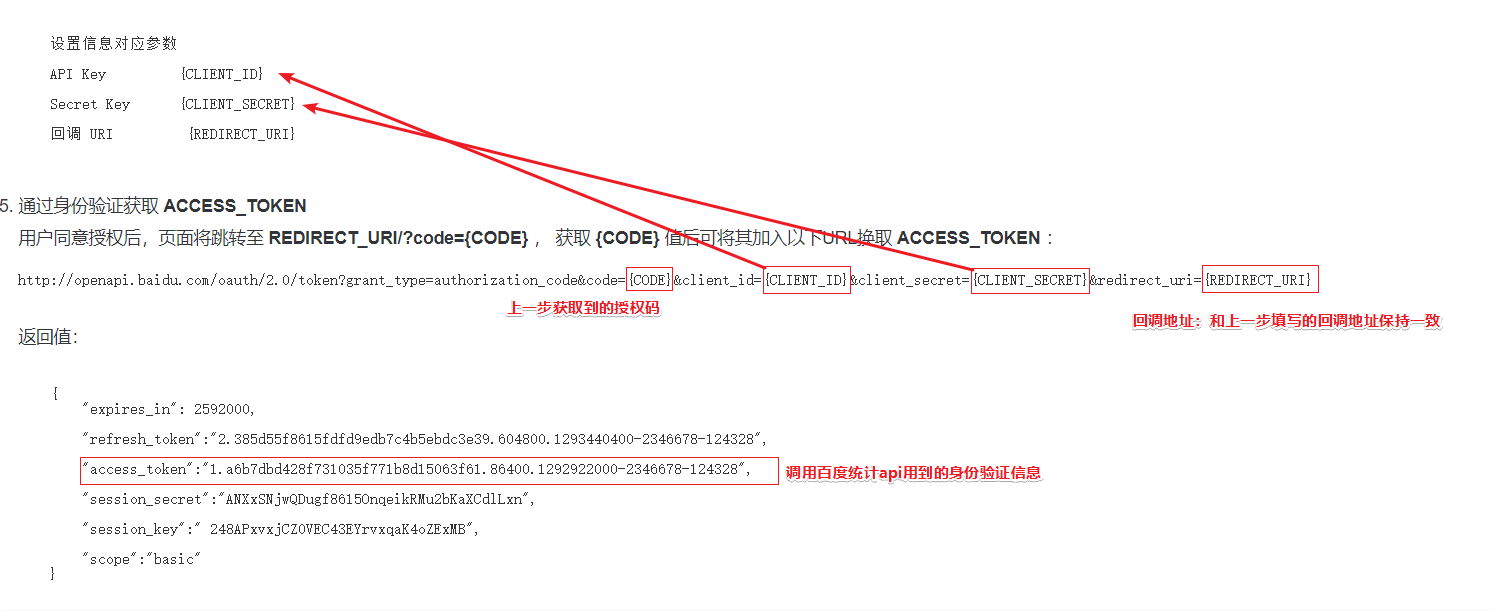 设置信息对应参数
API Key {CLIENT_ID}
Secret Key {CLIENT_SECRET}
回调 URI {REDIRECT_URI}
5. 通过身份验证获取 ACCESS_TOKEN
用户同意授权后，页面将跳转至 REDIRECT_URI/?code={CODE} ， 获取 {CODE} 值后可将其加入以下URL换取 ACCESS_TOKEN ：
http://openapi.baidu.com/oauth/2.0/token?grant_type=authorization_code&code={CODE}&client_id={CLIENT_ID}&client_secret={CLIENT_SECRET}&redirect_uri={REDIRECT_URI}
上一步获取到的授权码
回调地址：和上一步填写的回调地址保持一致
返回值：
{
"expires_in": 2592000,
"refresh_token":"2.385d55f8615fdfd9edb7c4b5ebdc3e39.604800.1293440400-2346678-124328",
"access_token":"1.a6b7dbd428f731035f771b8d15063f61.86400.1292922000-2346678-124328",
调用百度统计api用到的身份验证信息
"session_secret":"ANXxSNjwQDugf8615OnqeikRMu2bKaXCdlLxn",
"session_key":" 248APxvxjCZ0VEC43EYrvxqaK4oZExMB",
"scope":"basic"
}